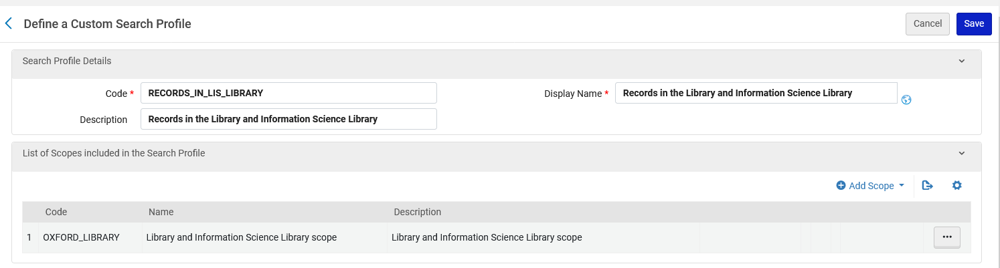 Define a Custom Search Profile
Cancel
Save
Search Profile Details
Code *
RECORDS_IN_LIS_LIBRARY
Display Name *
Records in the Library and Information Science Library
Description
Records in the Library and Information Science Library
List of Scopes included in the Search Profile
Add Scope
Code Name Description
1 OXFORD_LIBRARY Library and Information Science Library scope Library and Information Science Library scope